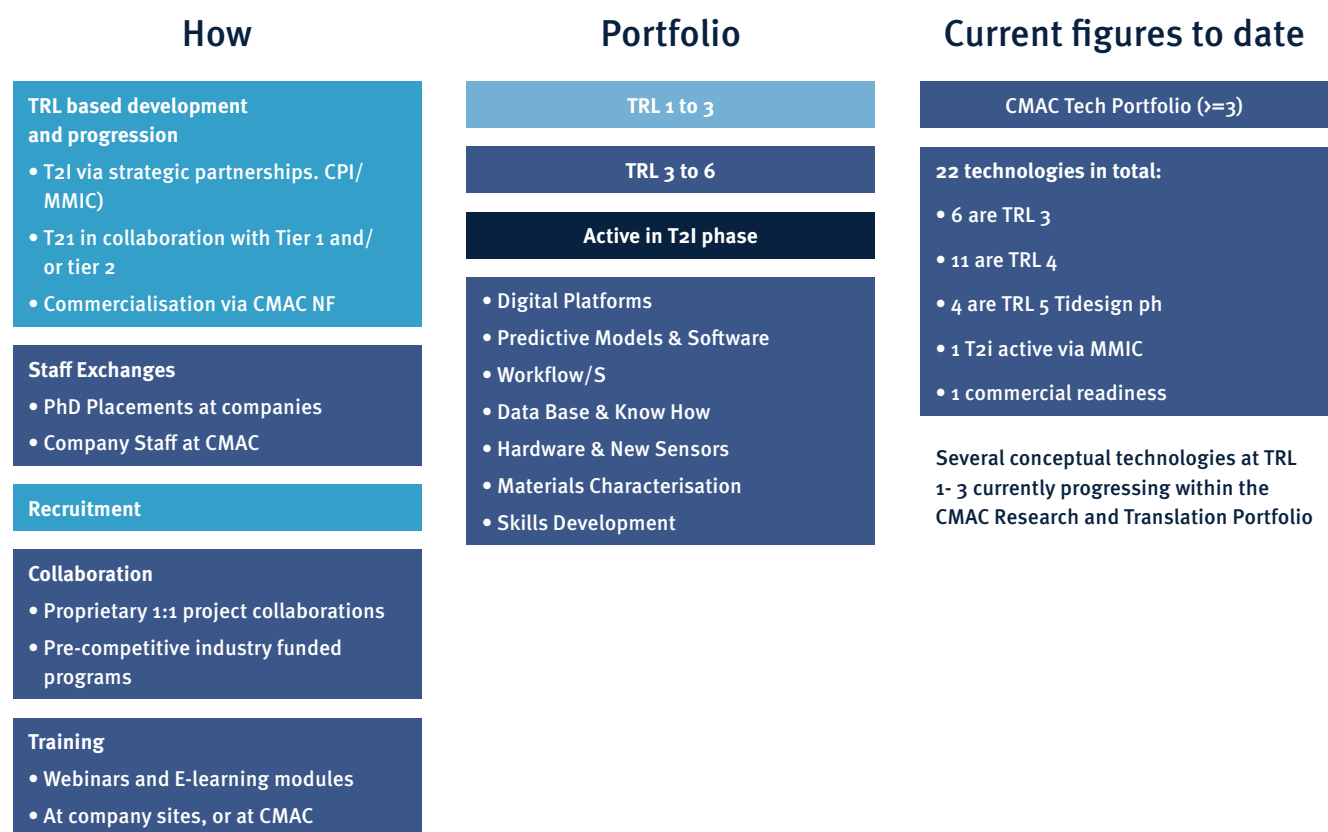 How
TRL based development
and progression
• T2I via strategic partnerships. CPI/
MMIC)
• T21 in collaboration with Tier 1 and/
or tier 2
• Commercialisation via CMAC NF
Staff Exchanges
• PhD Placements at companies
• Company Staff at CMAC
Recruitment
Collaboration
• Proprietary 1:1 project collaborations
• Pre-competitive industry funded
programs
Training
• Webinars and E-learning modules
• At company sites, or at CMAC
Portfolio
TRL 1 to 3
TRL 3 to 6
Active in T2I phase
• Digital Platforms
• Predictive Models & Software
• Workflow/S
• Data Base & Know How
• Hardware & New Sensors
• Materials Characterisation
• Skills Development
Current figures to date
CMAC Tech Portfolio (>=3)
22 technologies in total:
• 6 are TRL 3
• 11 are TRL 4
• 4 are TRL 5 Tidesign ph
• 1 T2i active via MMIC
• 1 commercial readiness
Several conceptual technologies at TRL
1- 3 currently progressing within the
CMAC Research and Translation Portfolio